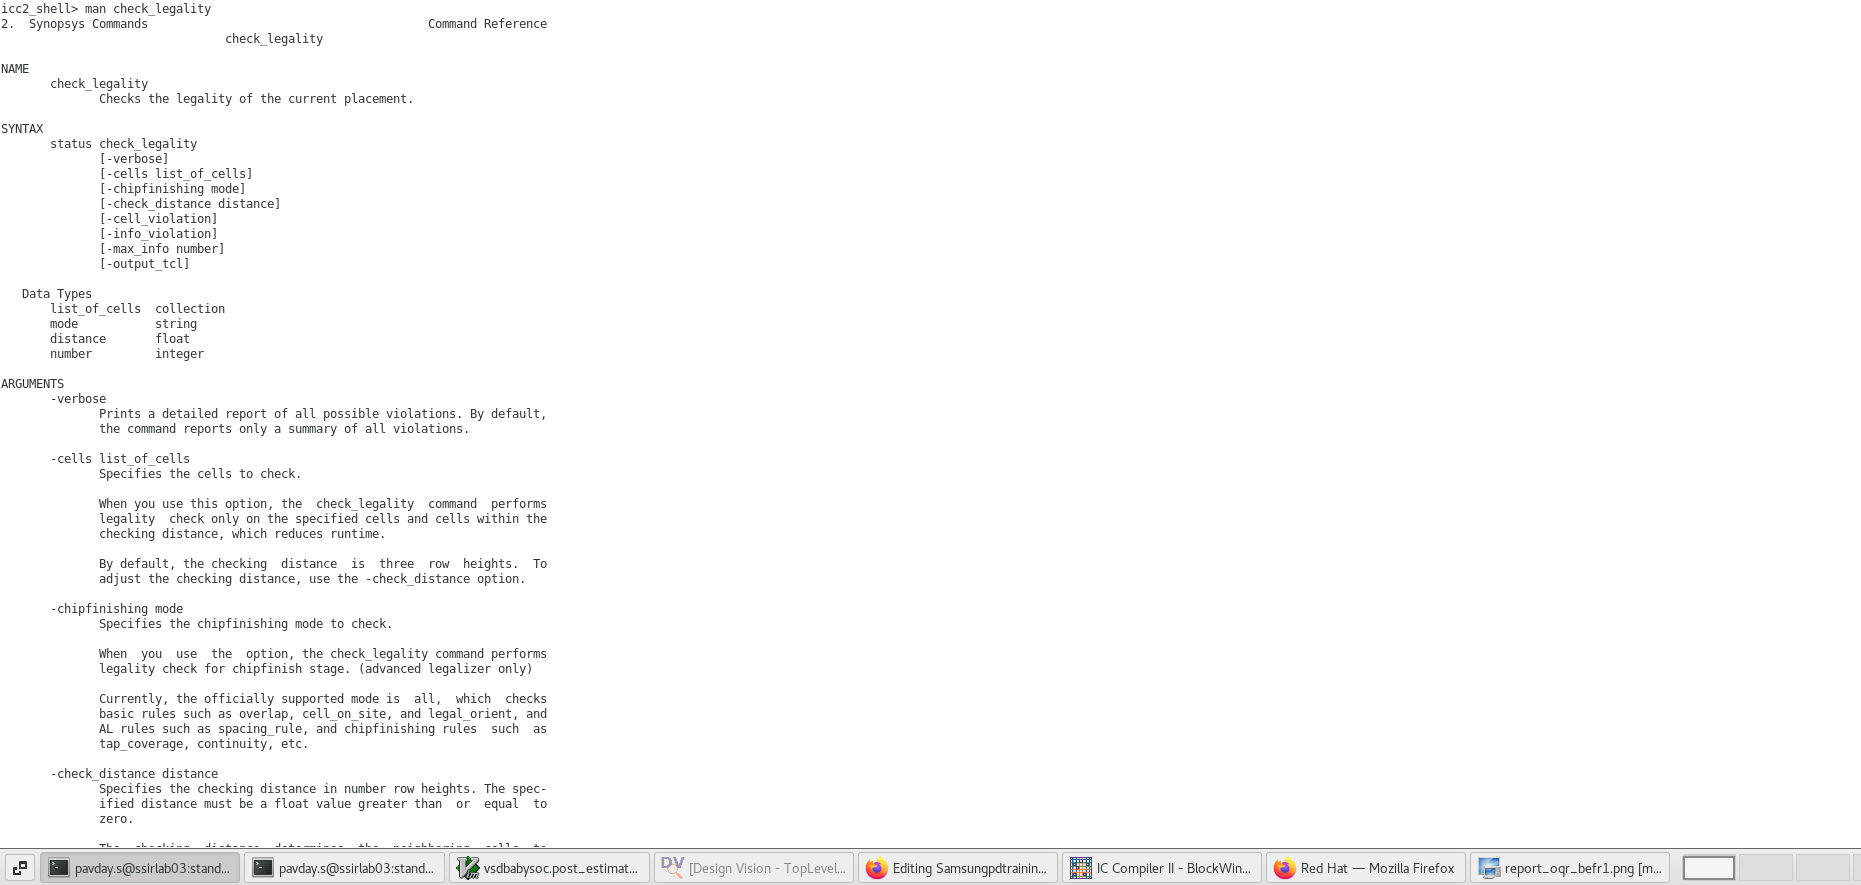 icc2_shell> man check_legality
2.  Synopsys Commands                                        Command Reference
                                check_legality

NAME
       check_legality
              Checks the legality of the current placement.

SYNTAX
       status check_legality
              [-verbose]
              [-cells list_of_cells]
              [-chipfinishing mode]
              [-check_distance distance]
              [-cell_violation]
              [-info_violation]
              [-max_info number]
              [-output_tcl]

   Data Types
       list_of_cells  collection
       mode           string
       distance       float
       number         integer

ARGUMENTS
       -verbose
              Prints a detailed report of all possible violations. By default,
              the command reports only a summary of all violations.

       -cells list_of_cells
              Specifies the cells to check.

              When you use this option, the  check_legality  command  performs
              legality  check only on the specified cells and cells within the
              checking distance, which reduces runtime.

              By default, the checking  distance  is  three  row  heights.  To
              adjust the checking distance, use the -check_distance option.

       -chipfinishing mode
              Specifies the chipfinishing mode to check.

              When  you  use  the  option, the check_legality command performs
              legality check for chipfinish stage. (advanced legalizer only)

              Currently, the officially supported mode is  all,  which  checks
              basic rules such as overlap, cell_on_site, and legal_orient, and
              AL rules such as spacing_rule, and chipfinishing rules  such  as
              tap_coverage, continuity, etc.

       -check_distance distance
              Specifies the checking distance in number row heights. The spec-
              ified distance must be a float value greater than  or  equal  to
              zero.

              The  checking  distance  determines  the  neighboring  cells  to
pavday.s@ssirlab03:stand...
pavday.s@ssirlab03:stand...
vsdbabysoc.post_estimat...
[Design Vision - TopLevel...
Editing Samsungpdtrainin...
IC Compiler II - BlockWin...
Red Hat — Mozilla Firefox
report_oqr_befr1.png [m...